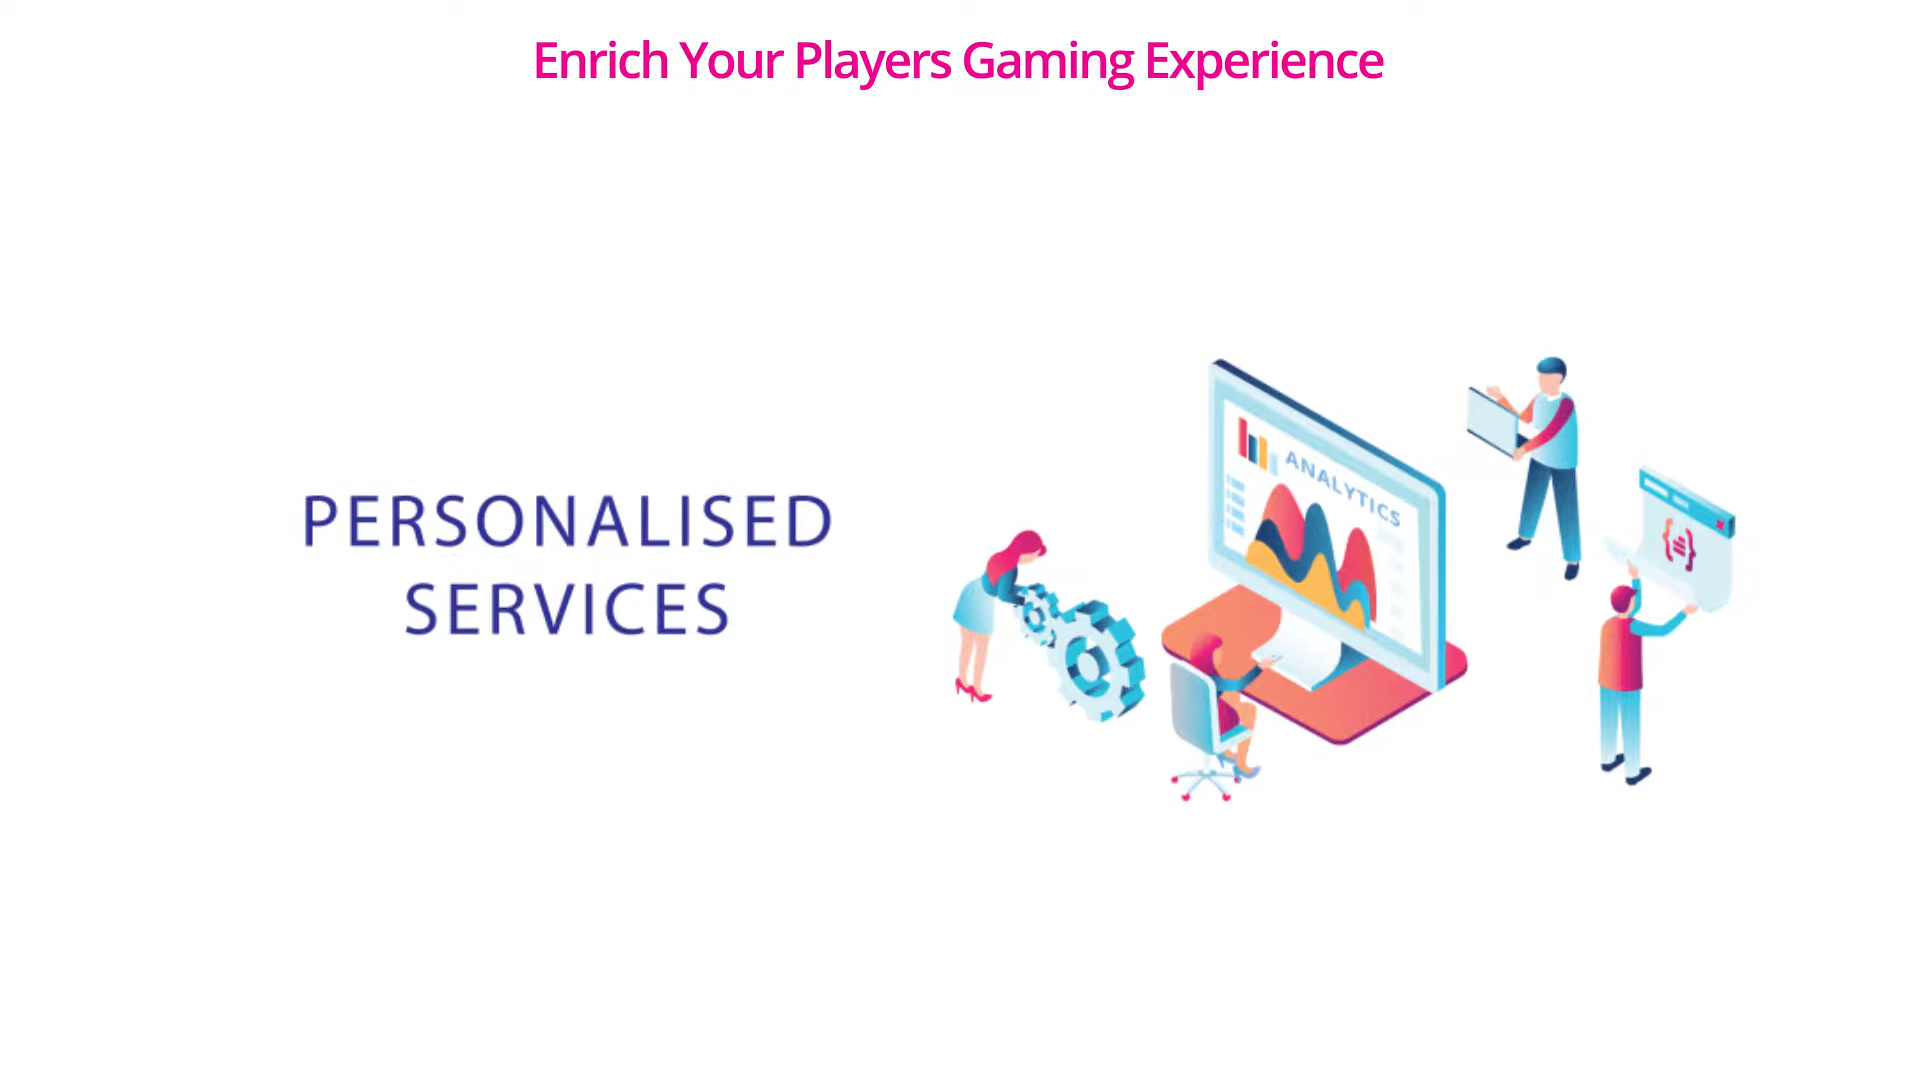 Enrich Your Players Gaming Experience
PERSONALISED
SERVICES
ANALYTICS